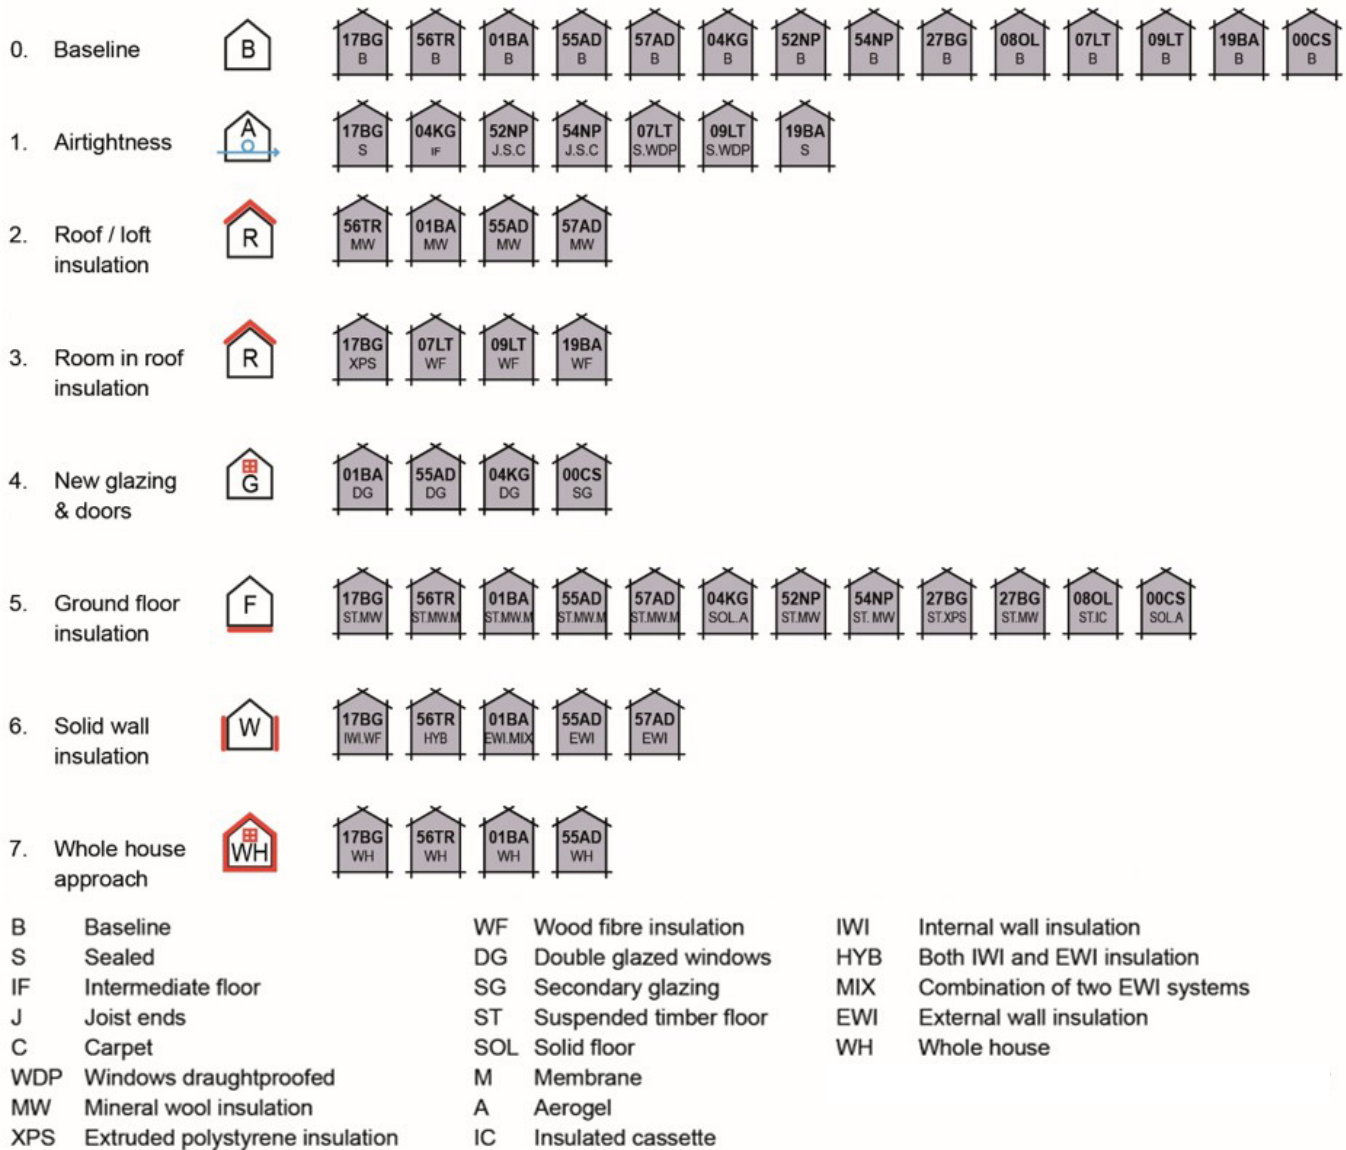 0. Baseline B 17BG 56TR 01BA 55AD 57AD 04KG 52NP 54NP 27BG 08OL 07LT 09LT 19BA 00CS
B B B B B B B B B B B B B B
1. Airtightness A 17BG 04KG 52NP 54NP 07LT 09LT 19BA
S IF J.S.C J.S.C S.WDP S.WDP S
2. Roof / loft R 56TR 01BA 55AD 57AD
insulation MW MW MW MW
3. Room in roof R 17BG 07LT 09LT 19BA
insulation XPS WF WF WF
4. New glazing G 01BA 55AD 04KG 00CS
& doors DG DG DG SG
5. Ground floor F 17BG 56TR 01BA 55AD 57AD 04KG 52NP 54NP 27BG 27BG 08OL 00CS
insulation ST.MW ST.MW.M ST.MW.M ST.MW.M ST.MW.M SOL.A ST.MW ST. MW ST.XPS ST.MW ST.IC SOL.A
6. Solid wall W 17BG 56TR 01BA 55AD 57AD
insulation IWI.WF HYB EWI.MIX EWI EWI
7. Whole house WH 17BG 56TR 01BA 55AD
approach WH WH WH WH
B Baseline WF Wood fibre insulation IWI Internal wall insulation
S Sealed DG Double glazed windows HYB Both IWI and EWI insulation
IF Intermediate floor SG Secondary glazing MIX Combination of two EWI systems
J Joist ends ST Suspended timber floor EWI External wall insulation
C Carpet SOL Solid floor WH Whole house
WDP Windows draughtproofed M Membrane
MW Mineral wool insulation A Aerogel
XPS Extruded polystyrene insulation IC Insulated cassette